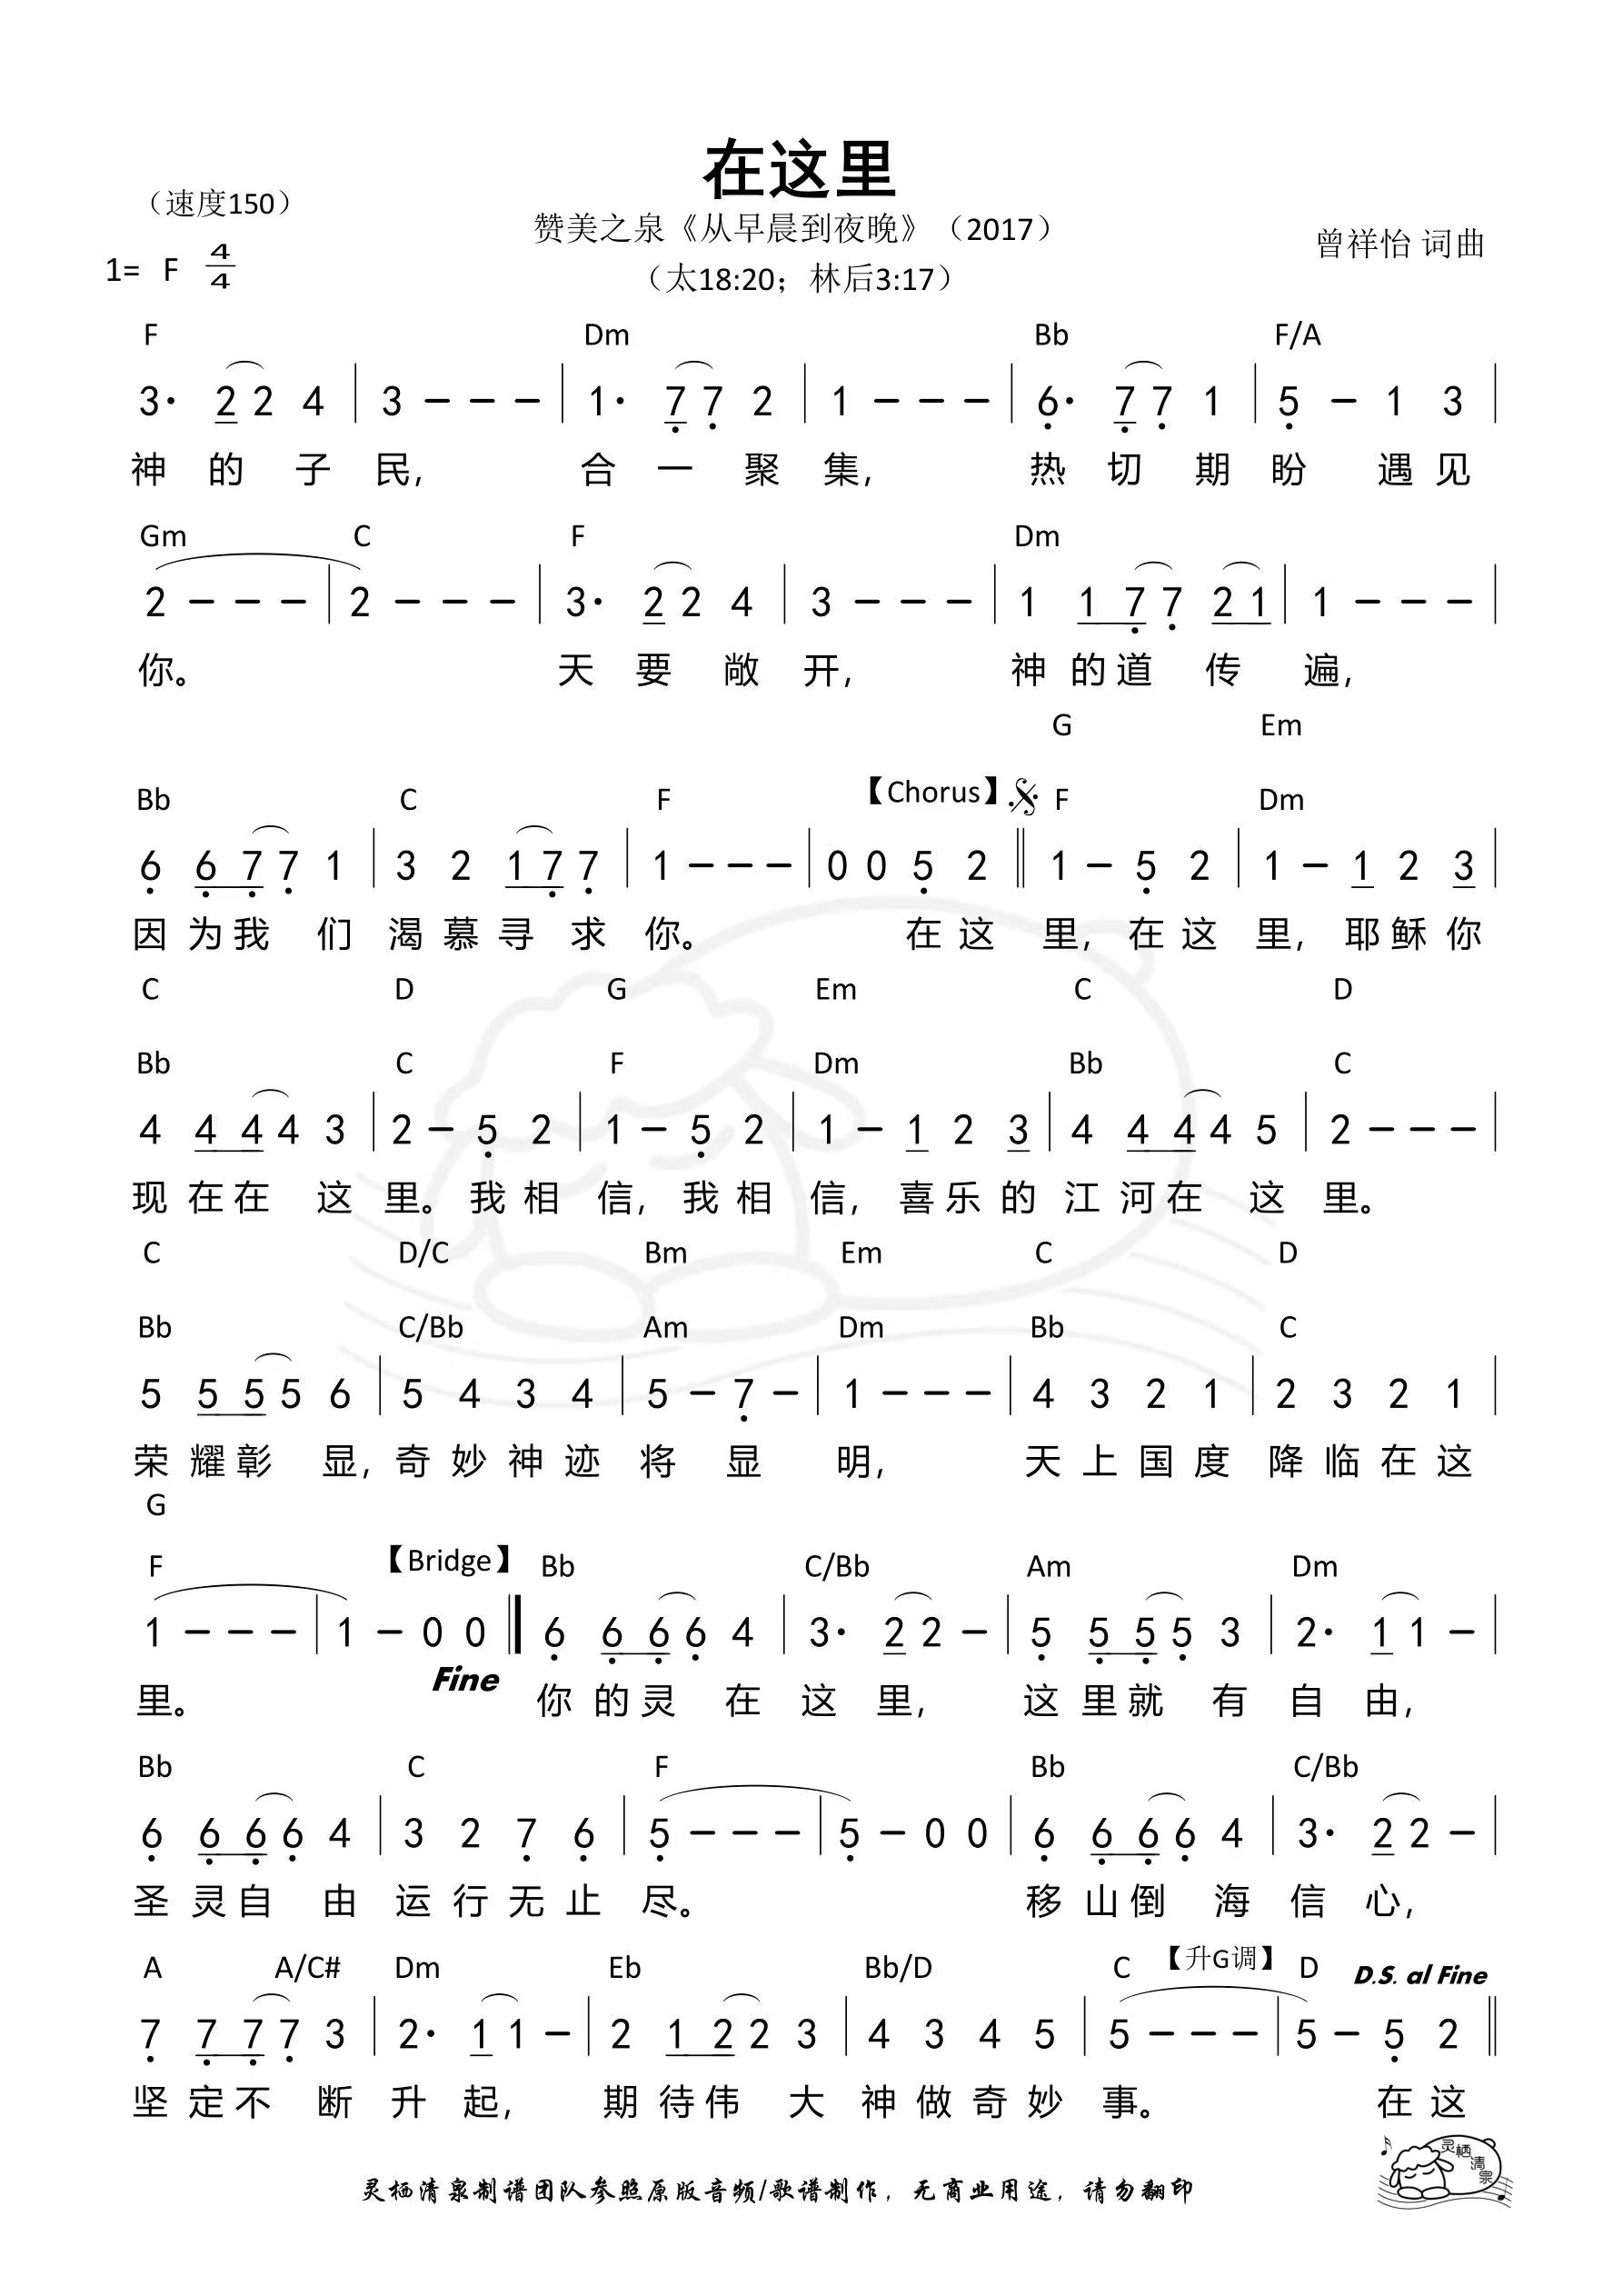 在这里
（速度150）
赞美之泉《从早晨到夜晚》（2017）
曾祥怡 词曲
1= F 4/4
（太18:20；林后3:17）
F Dm Bb F/A
3· 2 2 4 | 3 - - - | 1· 7 7 2 | 1 - - - | 6· 7 7 1 | 5 - 1 3 |
神 的 子 民, 合 一 聚 集, 热 切 期 盼 遇 见
Gm C F Dm
2 - - - | 2 - - - | 3· 2 2 4 | 3 - - - | 1 1 7 7 2 1 | 1 - - - |
你。 天 要 敞 开, 神 的 道 传 遍,
G Em
Bb C F 【Chorus】 F Dm
6 6 7 7 1 | 3 2 1 7 7 | 1 - - - | 0 0 5 2 || 1 - 5 2 | 1 - 1 2 3 |
因 为 我 们 渴 慕 寻 求 你。 在 这 里, 在 这 里, 耶 稣 你
C D G Em C D
Bb C F Dm Bb C
4 4 4 4 3 | 2 - 5 2 | 1 - 5 2 | 1 - 1 2 3 | 4 4 4 4 5 | 2 - - - |
现 在 在 这 里。 我 相 信, 我 相 信, 喜 乐 的 江 河 在 这 里。
C D/C Bm Em C D
Bb C/Bb Am Dm Bb C
5 5 5 5 6 | 5 4 3 4 | 5 - 7 - | 1 - - - | 4 3 2 1 | 2 3 2 1 |
荣 耀 彰 显, 奇 妙 神 迹 将 显 明, 天 上 国 度 降 临 在 这
G
F 【Bridge】 Bb C/Bb Am Dm
1 - - - | 1 - 0 0 || 6 6 6 6 4 | 3· 2 2 - | 5 5 5 5 3 | 2· 1 1 - |
Fine
里。 你 的 灵 在 这 里, 这 里 就 有 自 由,
Bb C F Bb C/Bb
6 6 6 6 4 | 3 2 7 6 | 5 - - - | 5 - 0 0 | 6 6 6 6 4 | 3· 2 2 - |
圣 灵 自 由 运 行 无 止 尽。 移 山 倒 海 信 心,
A A/C# Dm Eb Bb/D C 【升G调】 D D.S. al Fine
7 7 7 7 3 | 2· 1 1 - | 2 1 2 2 3 | 4 3 4 5 | 5 - - - | 5 - 5 2 ||
坚 定 不 断 升 起, 期 待 伟 大 神 做 奇 妙 事。 在 这
灵栖清泉制谱团队参照原版音频/歌谱制作，无商业用途，请勿翻印
灵栖清泉